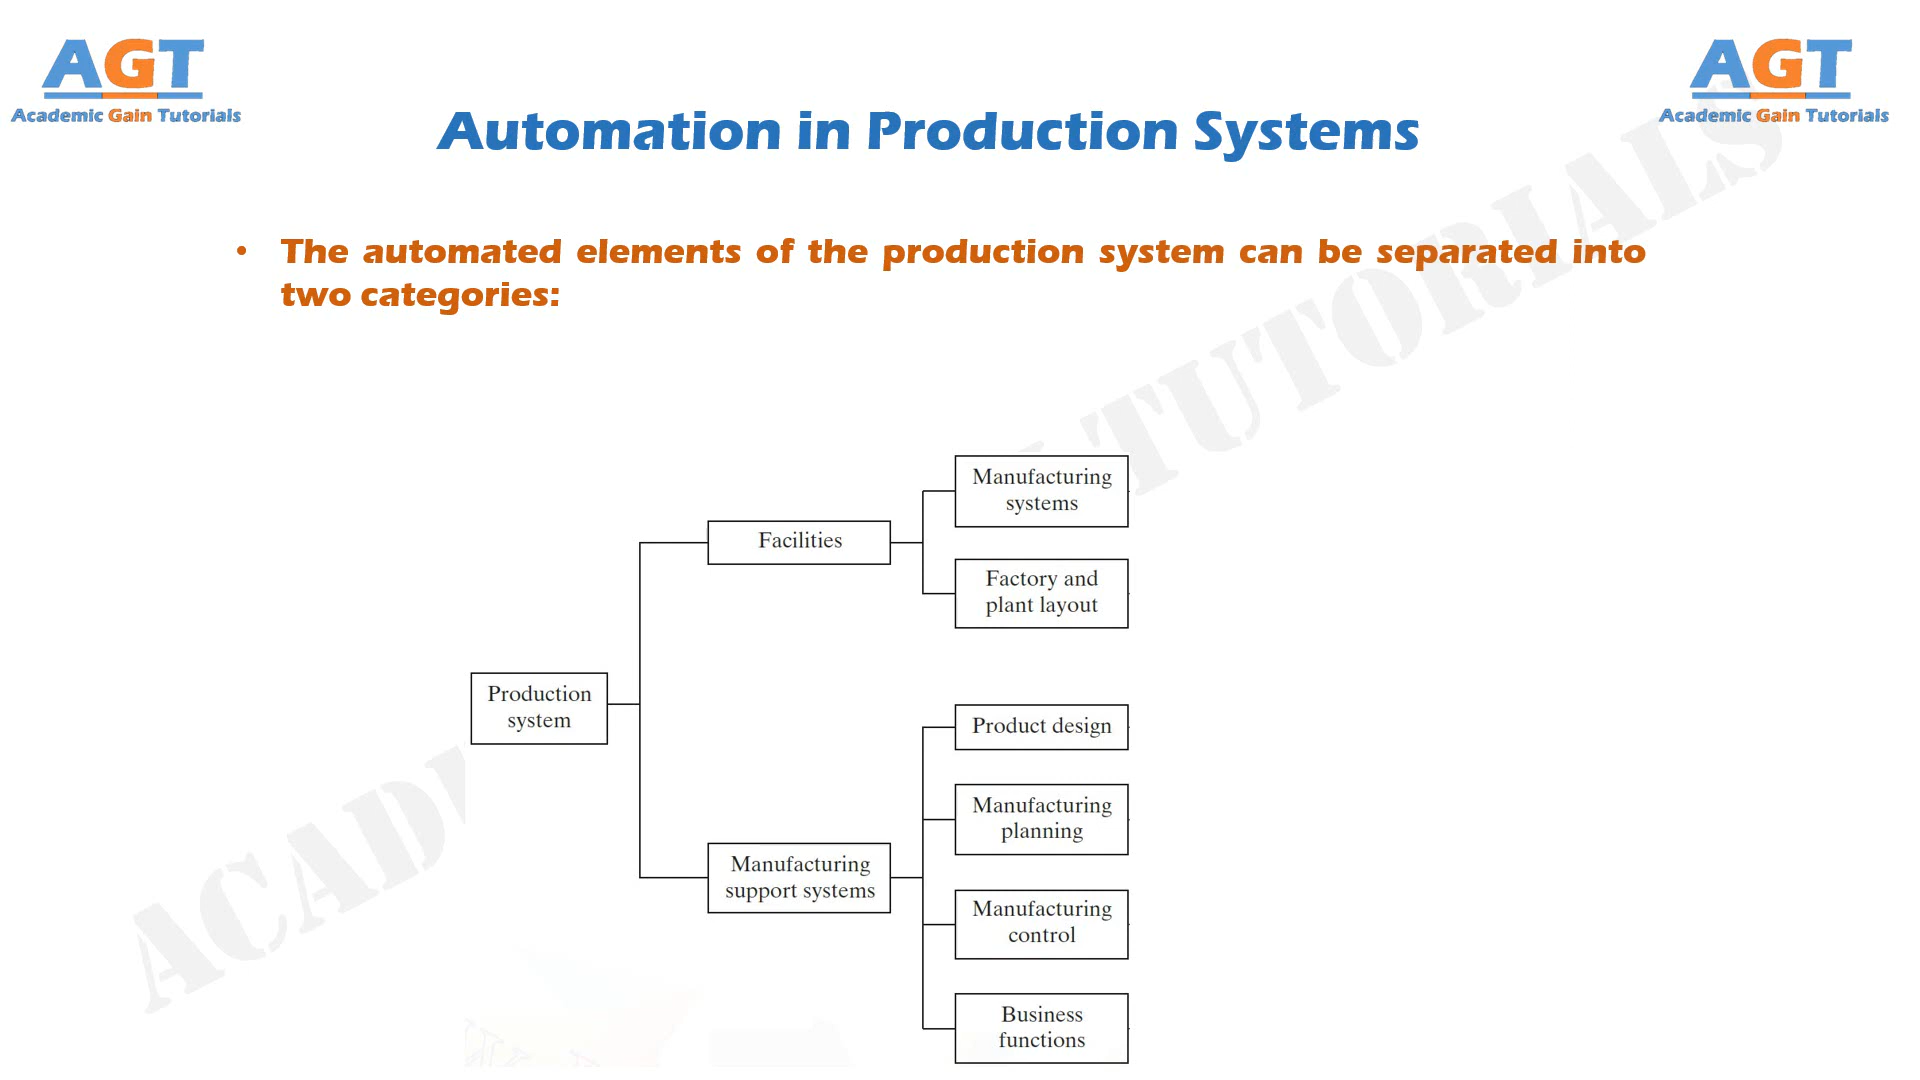 AGT
Academic Gain Tutorials
AGT
Academic Gain Tutorials
Automation in Production Systems
• The automated elements of the production system can be separated into
two categories:
Manufacturing
systems
Facilities
Factory and
plant layout
Production
system
Product design
Manufacturing
planning
Manufacturing
support systems
Manufacturing
control
Business
functions
TUTORIALS